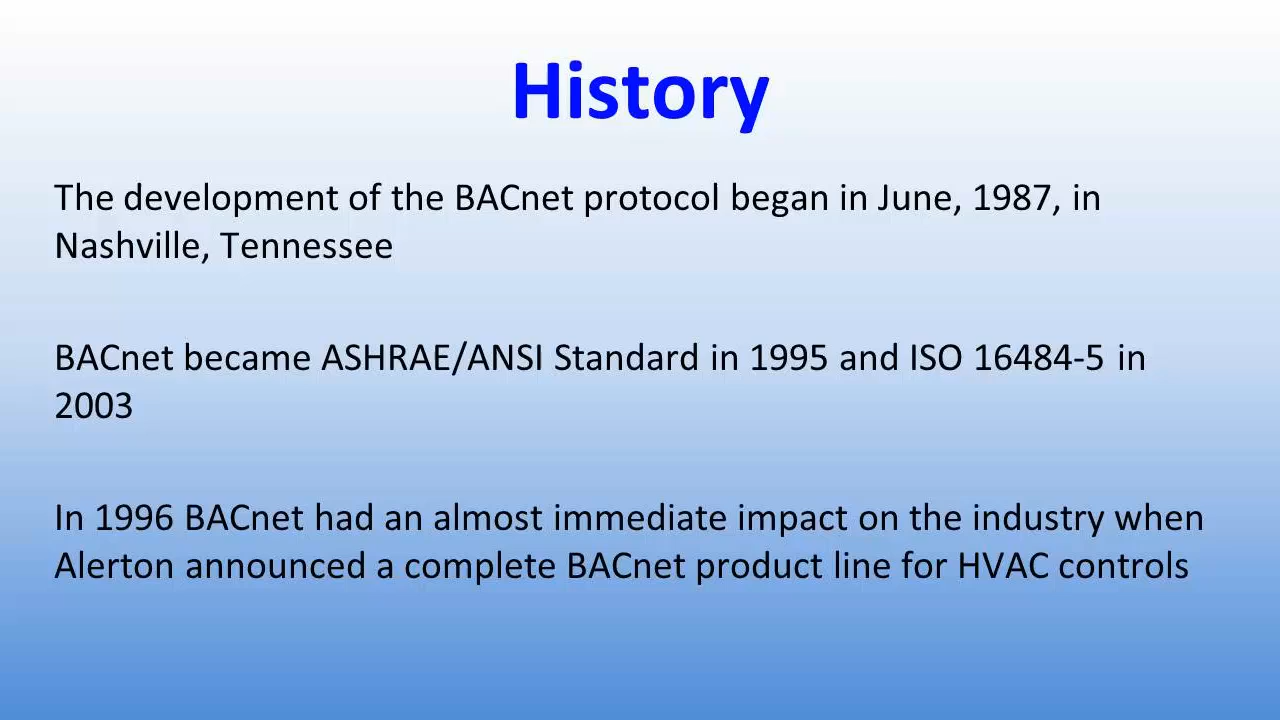 History
The development of the BACnet protocol began in June, 1987, in
Nashville, Tennessee
BACnet became ASHRAE/ANSI Standard in 1995 and ISO 16484-5 in
2003
In 1996 BACnet had an almost immediate impact on the industry when
Alerton announced a complete BACnet product line for HVAC controls